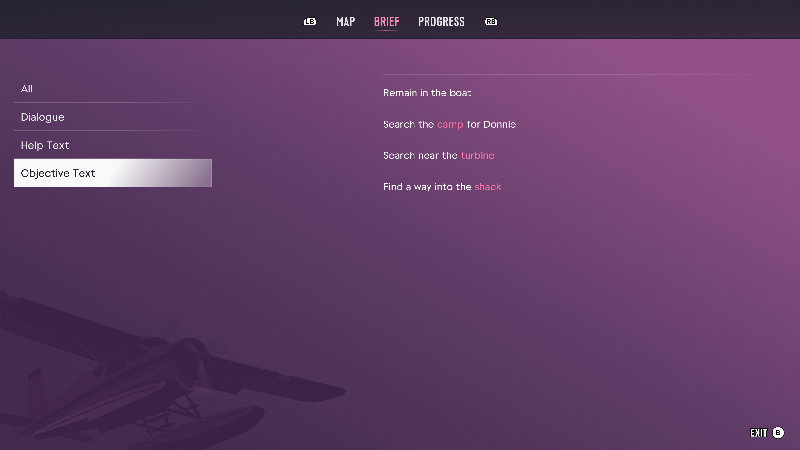 LB MAP BRIEF PROGRESS RB
All
Dialogue
Help Text
Objective Text
Remain in the boat
Search the camp for Donnie
Search near the turbine
Find a way into the shack
EXIT B